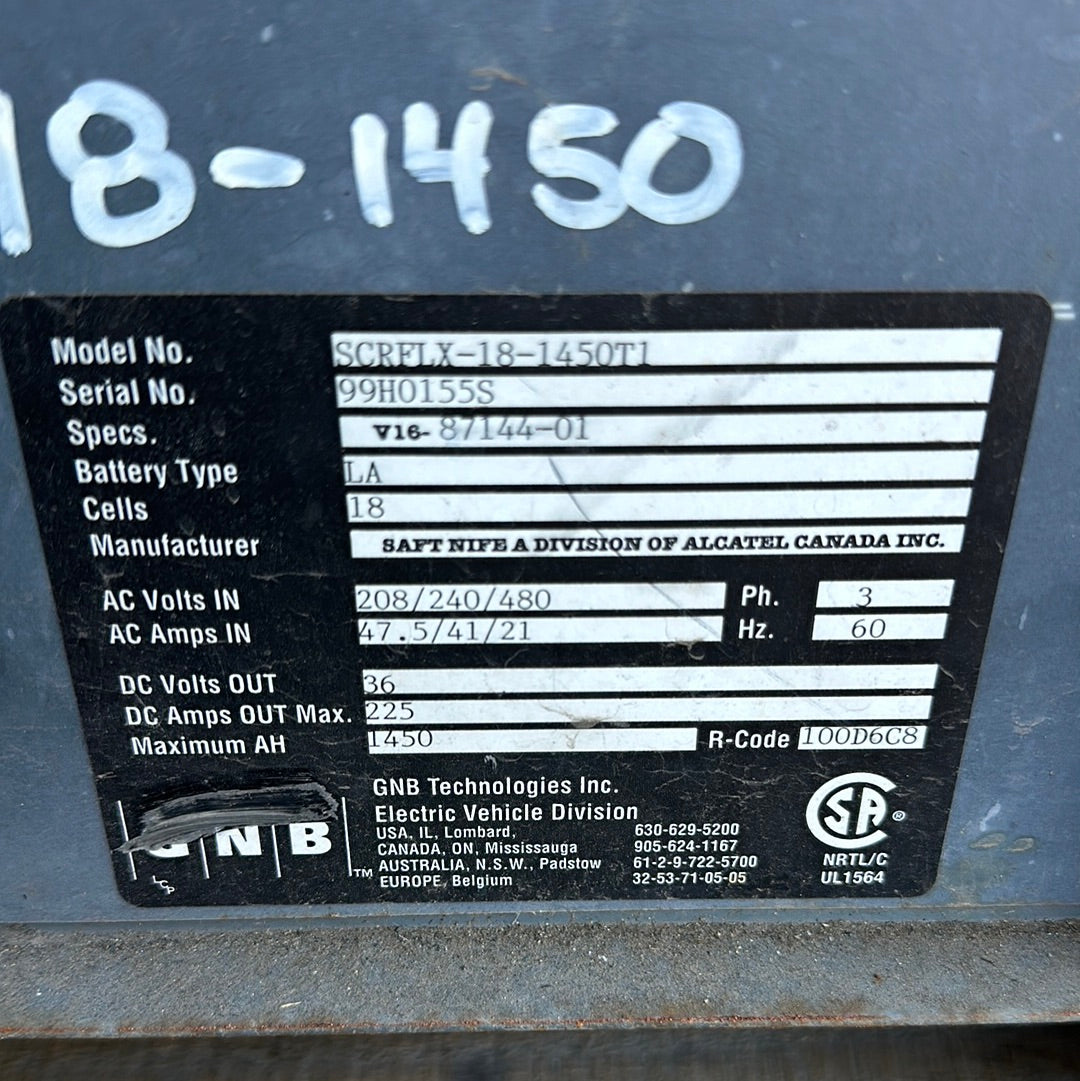 18-1450
Model No. SCRFLX-18-1450T1
Serial No. 99H0155S
Specs. V16- 87144-01
Battery Type LA
Cells 18
Manufacturer SAFT NIFE A DIVISION OF ALCATEL CANADA INC.
AC Volts IN 208/240/480 Ph. 3
AC Amps IN 47.5/41/21 Hz. 60
DC Volts OUT 36
DC Amps OUT Max. 225
Maximum AH 1450 R-Code 100D6C8
GNB Technologies Inc.
Electric Vehicle Division
USA, IL, Lombard, 630-629-5200
CANADA, ON, Mississauga 905-624-1167
AUSTRALIA, N.S.W., Padstow 61-2-9-722-5700
EUROPE, Belgium 32-53-71-05-05
GNB TM
LCP
CSA ®
NRTL/C
UL1564